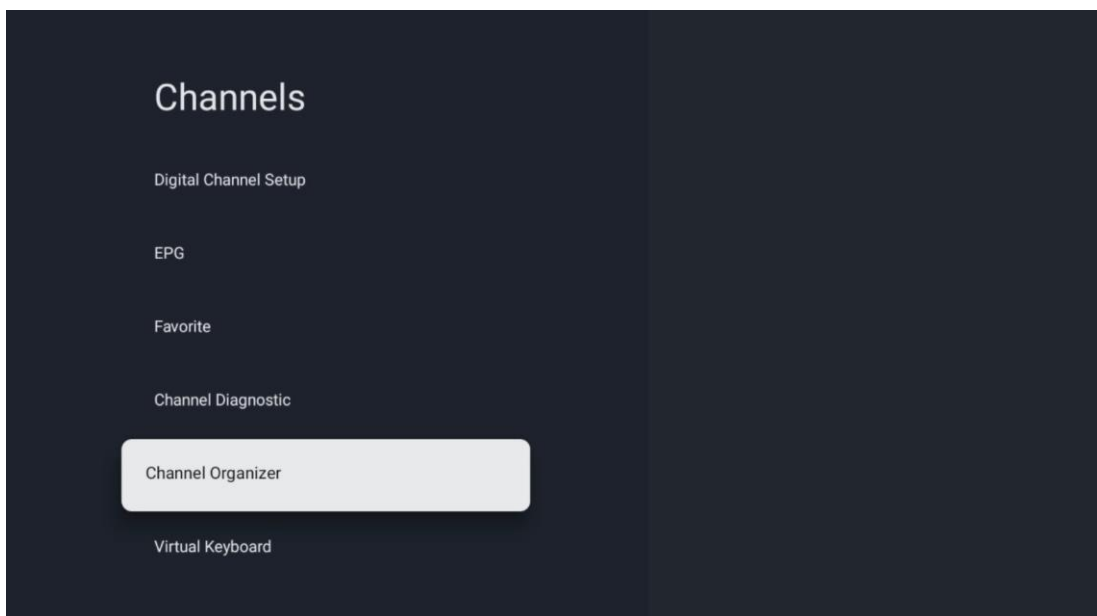 Channels
Digital Channel Setup
EPG
Favorite
Channel Diagnostic
Channel Organizer
Virtual Keyboard